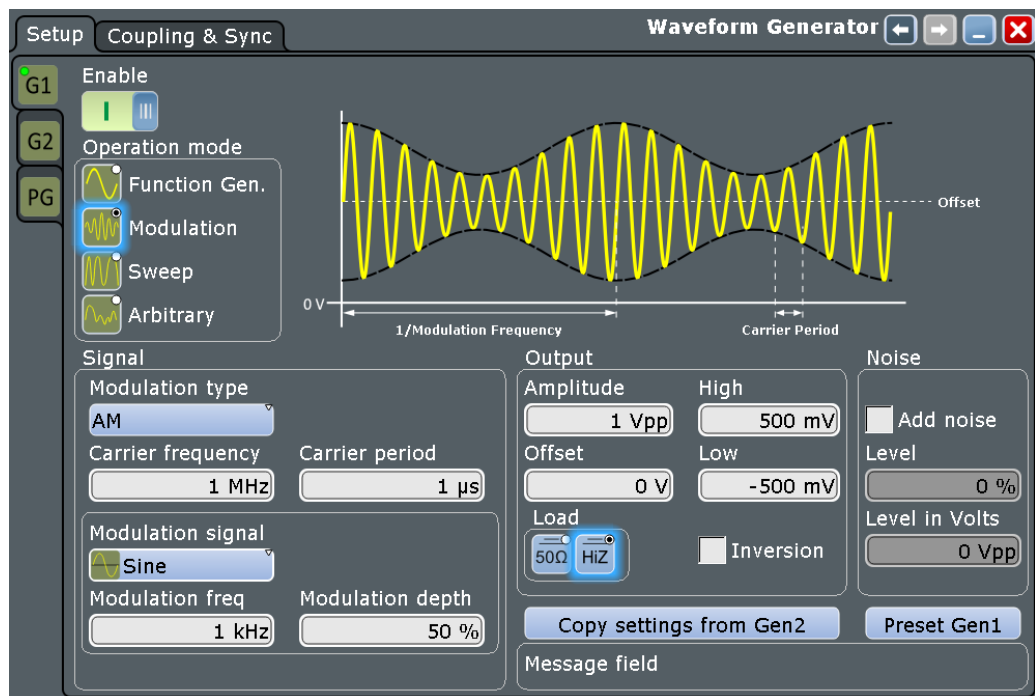 Setup
Coupling & Sync
Waveform Generator
G1
G2
PG
Enable
Operation mode
Function Gen.
Modulation
Sweep
Arbitrary
Offset
0 V
1/Modulation Frequency
Carrier Period
Signal
Modulation type
AM
Carrier frequency
Carrier period
1 MHz
1 µs
Modulation signal
Sine
Modulation freq
Modulation depth
1 kHz
50 %
Output
Amplitude
High
1 Vpp
500 mV
Offset
Low
0 V
-500 mV
Load
50Ω
HiZ
Inversion
Noise
Add noise
Level
0 %
Level in Volts
0 Vpp
Copy settings from Gen2
Preset Gen1
Message field